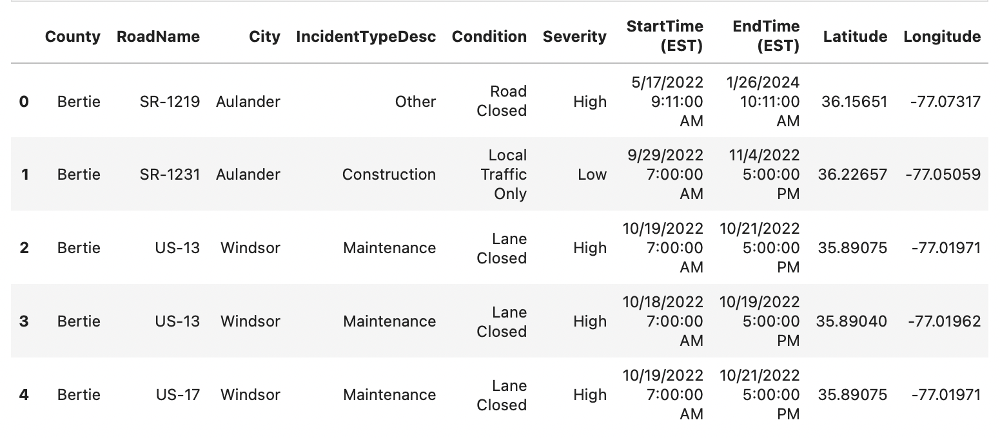 County RoadName City IncidentTypeDesc Condition Severity StartTime (EST) EndTime (EST) Latitude Longitude
0 Bertie SR-1219 Aulander Other Road Closed High 5/17/2022 9:11:00 AM 1/26/2024 10:11:00 AM 36.15651 -77.07317
1 Bertie SR-1231 Aulander Construction Local Traffic Only Low 9/29/2022 7:00:00 AM 11/4/2022 5:00:00 PM 36.22657 -77.05059
2 Bertie US-13 Windsor Maintenance Lane Closed High 10/19/2022 7:00:00 AM 10/21/2022 5:00:00 PM 35.89075 -77.01971
3 Bertie US-13 Windsor Maintenance Lane Closed High 10/18/2022 7:00:00 AM 10/19/2022 5:00:00 PM 35.89040 -77.01962
4 Bertie US-17 Windsor Maintenance Lane Closed High 10/19/2022 7:00:00 AM 10/21/2022 5:00:00 PM 35.89075 -77.01971